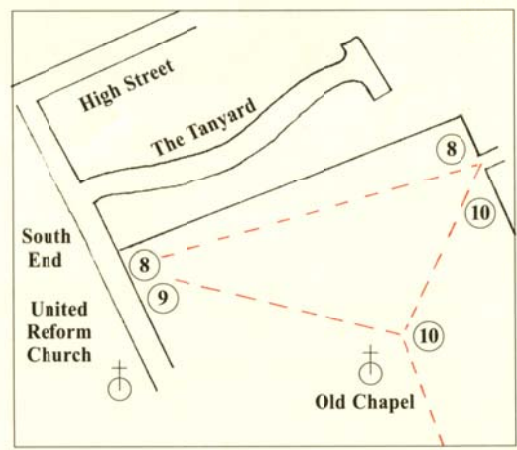 High Street
The Tanyard
8
10
South
End
8
9
United
Reform
Church
10
Old Chapel